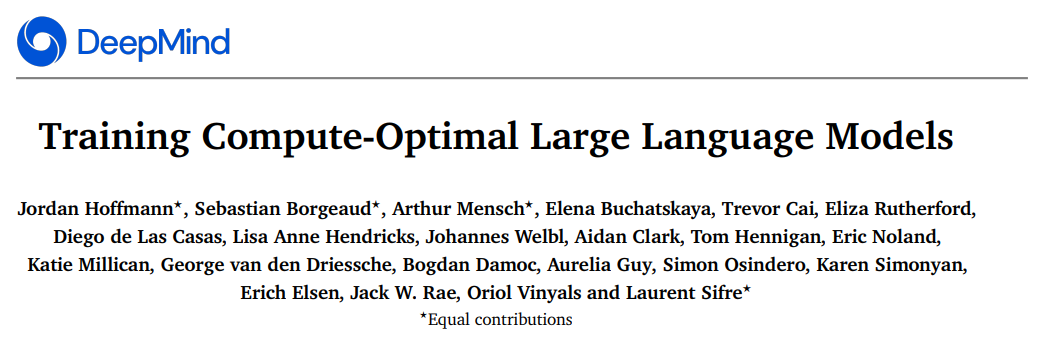 DeepMind
Training Compute-Optimal Large Language Models
Jordan Hoffmann★, Sebastian Borgeaud★, Arthur Mensch★, Elena Buchatskaya, Trevor Cai, Eliza Rutherford,
Diego de Las Casas, Lisa Anne Hendricks, Johannes Welbl, Aidan Clark, Tom Hennigan, Eric Noland,
Katie Millican, George van den Driessche, Bogdan Damoc, Aurelia Guy, Simon Osindero, Karen Simonyan,
Erich Elsen, Jack W. Rae, Oriol Vinyals and Laurent Sifre★
★Equal contributions